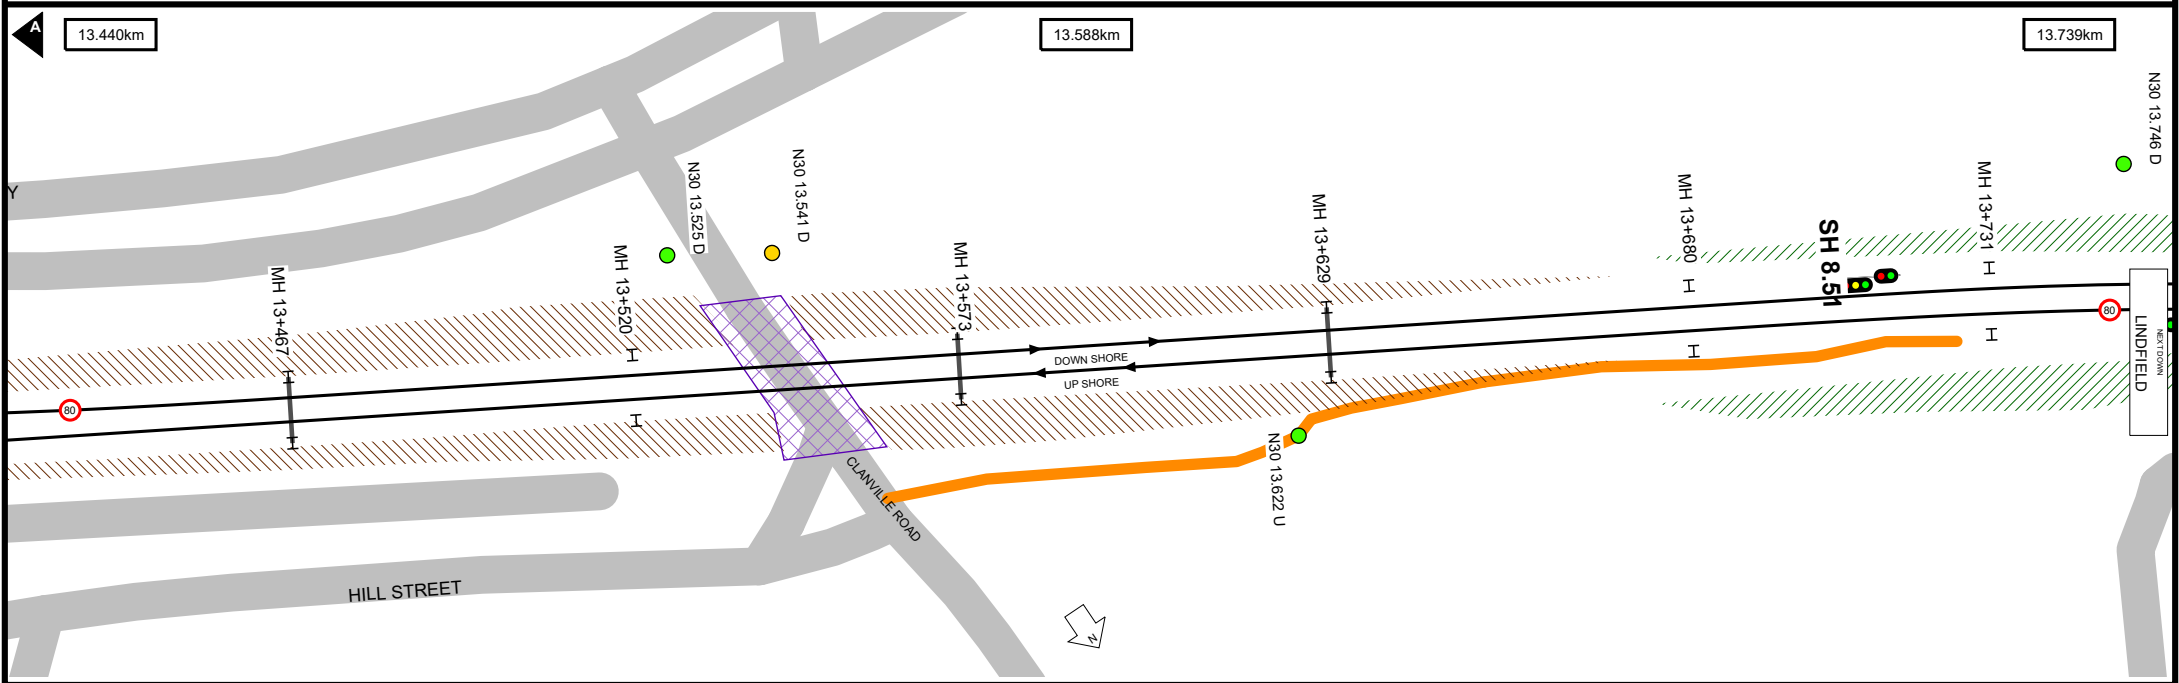 A
13.440km
13.588km
13.739km
N30 13.746 D
Y
N30 13.525 D
N30 13.541 D
MH 13+467
MH 13+520
MH 13+573
MH 13+629
MH 13+680
SH 8.51
MH 13+731
80
DOWN SHORE
UP SHORE
80
LINDFIELD
NEXT DOWN
N30 13.622 U
CLANVILLE ROAD
HILL STREET
N